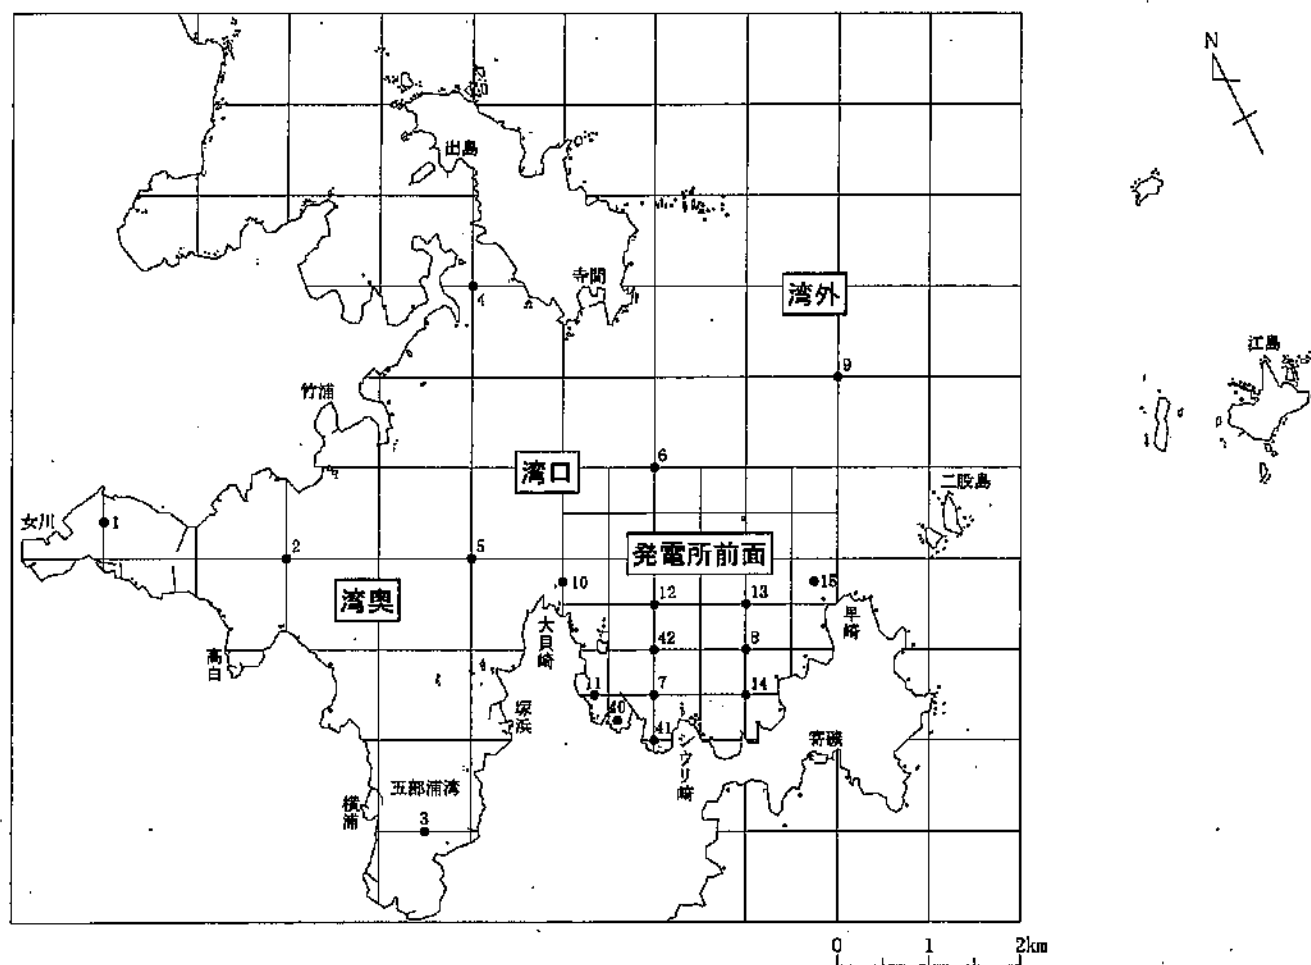 N
出島
寺間
4
湾外
江島
9
竹浦
6
湾口
二股島
女川
1
2
5
発電所前面
10
15
湾奥
12
13
早崎
大貝崎
42
8
高白
11
7
14
塚浜
40
41
シウリ崎
寄磯
五部浦湾
横浦
3
0 1 2km